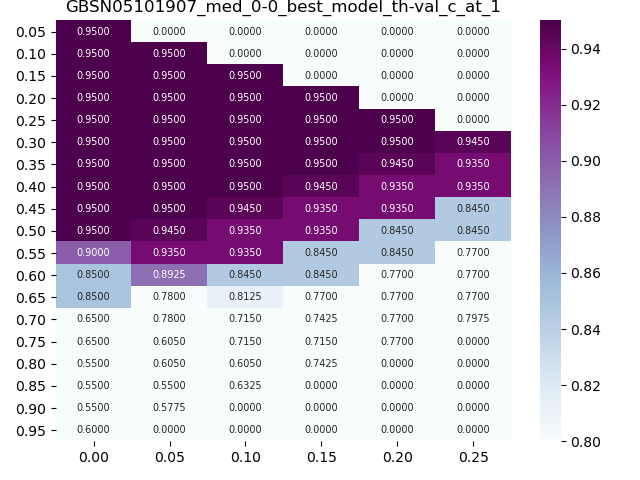 GBSN05101907_med_0-0_best_model_th-val_c_at_1
0.05 0.9500 0.0000 0.0000 0.0000 0.0000 0.0000
0.10 0.9500 0.9500 0.0000 0.0000 0.0000 0.0000
0.15 0.9500 0.9500 0.9500 0.0000 0.0000 0.0000
0.20 0.9500 0.9500 0.9500 0.9500 0.0000 0.0000
0.25 0.9500 0.9500 0.9500 0.9500 0.9500 0.0000
0.30 0.9500 0.9500 0.9500 0.9500 0.9500 0.9450
0.35 0.9500 0.9500 0.9500 0.9500 0.9450 0.9350
0.40 0.9500 0.9500 0.9500 0.9450 0.9350 0.9350
0.45 0.9500 0.9500 0.9450 0.9350 0.9350 0.8450
0.50 0.9500 0.9450 0.9350 0.9350 0.8450 0.8450
0.55 0.9000 0.9350 0.9350 0.8450 0.8450 0.7700
0.60 0.8500 0.8925 0.8450 0.8450 0.7700 0.7700
0.65 0.8500 0.7800 0.8125 0.7700 0.7700 0.7700
0.70 0.6500 0.7800 0.7150 0.7425 0.7700 0.7975
0.75 0.6500 0.6050 0.7150 0.7150 0.7700 0.0000
0.80 0.5500 0.6050 0.6050 0.7425 0.0000 0.0000
0.85 0.5500 0.5500 0.6325 0.0000 0.0000 0.0000
0.90 0.5500 0.5775 0.0000 0.0000 0.0000 0.0000
0.95 0.6000 0.0000 0.0000 0.0000 0.0000 0.0000
0.00 0.05 0.10 0.15 0.20 0.25
0.94
0.92
0.90
0.88
0.86
0.84
0.82
0.80